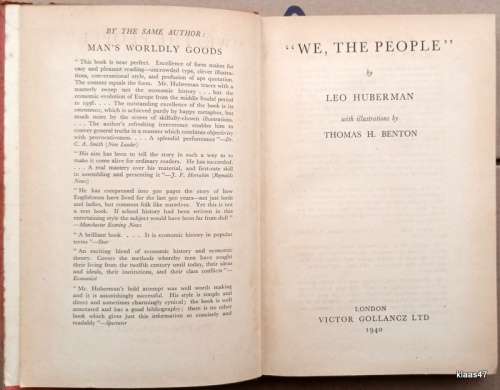 BY THE SAME AUTHOR:
MAN'S WORLDLY GOODS
"This book is near perfect. Excellence of form makes for
easy and pleasant reading—uncrowded type, clever illustra-
tions, conversational style, and profusion of apt quotation.
The content equals the form. Mr. Huberman traces with a
masterly sweep not the economic history . . . but the
economic evolution of Europe from the middle feudal period
to 1936. . . . The outstanding excellence of the book is its
concreteness, which is achieved partly by happy metaphor, but
much more by the screen of skilfully-chosen illustrations.
. . . The author's refreshing irreverence enables him to
convey general truths in a manner which combines objectivity
with provocativeness. . . . A splendid performance"—Dr.
C. A. Smith (New Leader)
"His aim has been to tell the story in such a way as to
make it come alive for ordinary readers. He has succeeded.
. . . A real mastery over his material, and first-rate skill
in assembling and presenting it"—J. F. Horrabin (Reynolds
News)
"He has compressed into 300 pages the story of how
Englishmen have lived for the last 900 years—not just lords
and ladies, but common folk like ourselves. Yet this is not
a text book. If school history had been written in this
entertaining style the subject would have been far from dull"
—Manchester Evening News
"A brilliant book. . . . It is economic history in popular
terms"—Star
"An exciting blend of economic history and economic
theory. Covers the methods whereby men have sought
their living from the twelfth century until today, their ideas
and ideals, their institutions, and their class conflicts"—
Economist
"Mr. Huberman's bold attempt was well worth making
and it is astonishingly successful. His style is simple and
direct and sometimes charmingly cynical; the book is well
structured and has a good bibliography; there is no other
book which gives just this information so concisely and
readably"—Spectator
"WE, THE PEOPLE"
by
LEO HUBERMAN
with illustrations by
THOMAS H. BENTON
LONDON
VICTOR GOLLANCZ LTD
1940
klaas47